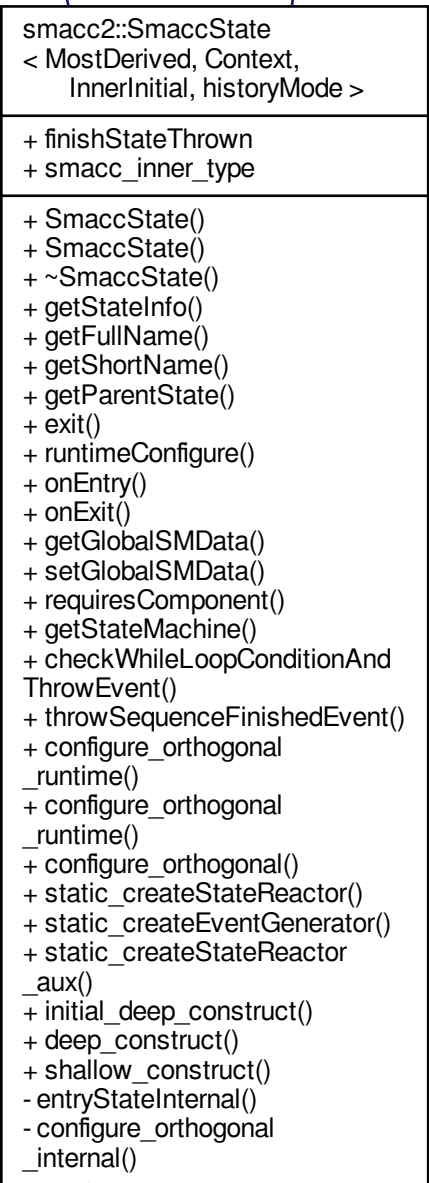 smacc2::SmaccState
< MostDerived, Context,
InnerInitial, historyMode >
+ finishStateThrown
+ smacc_inner_type
+ SmaccState()
+ SmaccState()
+ ~SmaccState()
+ getStateInfo()
+ getFullName()
+ getShortName()
+ getParentState()
+ exit()
+ runtimeConfigure()
+ onEntry()
+ onExit()
+ getGlobalSMData()
+ setGlobalSMData()
+ requiresComponent()
+ getStateMachine()
+ checkWhileLoopConditionAnd
ThrowEvent()
+ throwSequenceFinishedEvent()
+ configure_orthogonal
_runtime()
+ configure_orthogonal
_runtime()
+ configure_orthogonal()
+ static_createStateReactor()
+ static_createEventGenerator()
+ static_createStateReactor
_aux()
+ initial_deep_construct()
+ deep_construct()
+ shallow_construct()
- entryStateInternal()
- configure_orthogonal
_internal()